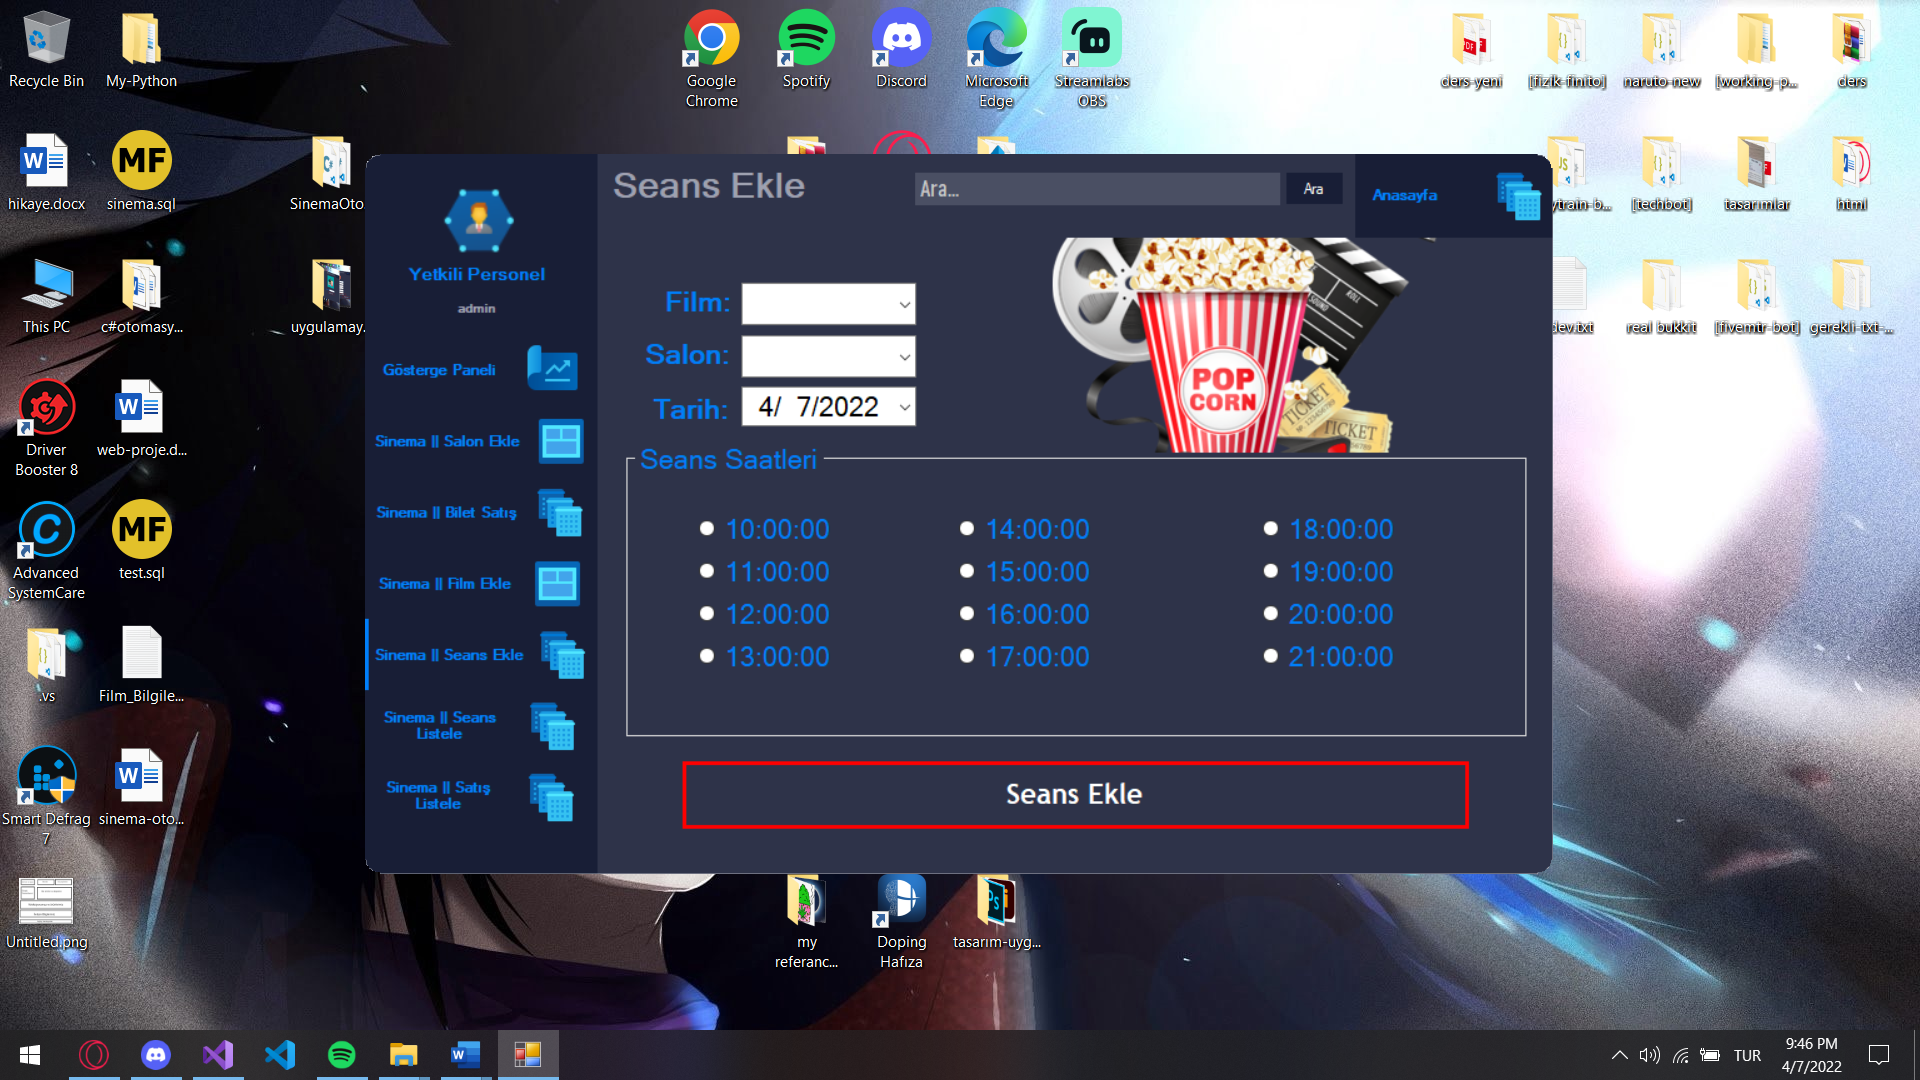 Recycle Bin
My-Python
Google
Chrome
Spotify
Discord
Microsoft
Edge
Streamlabs
OBS
ders-yeni
[fizik-finito]
naruto-new
[working-p...
ders
hikaye.docx
MF
sinema.sql
SinemaOto
[techbot]
tasarımlar
html
This PC
c#otomasy...
uygulamay.
dev.txt
real bukkit
[fivemtr-bot]
gerekli-txt-...
Driver
Booster 8
web-proje.d...
Advanced
SystemCare
MF
test.sql
.vs
Film_Bilgile...
Smart Defrag
7
sinema-oto...
Untitled.png
my
referanc...
Doping
Hafıza
tasarım-uyg...
Yetkili Personel
admin
Gösterge Paneli
Sinema || Salon Ekle
Sinema || Bilet Satış
Sinema || Film Ekle
Sinema || Seans Ekle
Sinema || Seans
Listele
Sinema || Satış
Listele
Seans Ekle
Ara...
Ara
Anasayfa
Film:
Salon:
Tarih:
4/ 7/2022
POP
CORN
SOUND
ROLL
TICKET
TICKET
Seans Saatleri
10:00:00
14:00:00
18:00:00
11:00:00
15:00:00
19:00:00
12:00:00
16:00:00
20:00:00
13:00:00
17:00:00
21:00:00
Seans Ekle
TUR
9:46 PM
4/7/2022